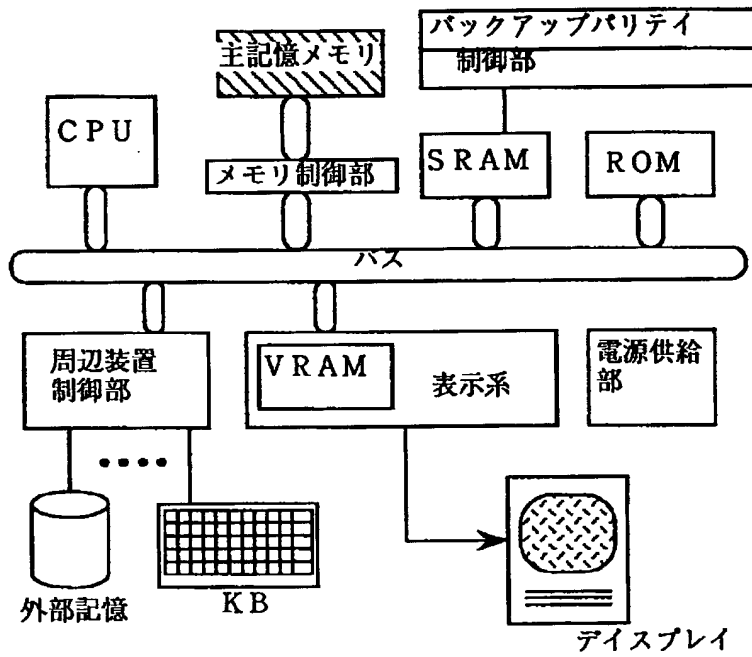 バックアップパリテイ
制御部
主記憶メモリ
CPU
メモリ制御部
SRAM
ROM
バス
周辺装置
制御部
VRAM
表示系
電源供給
部
外部記憶
KB
デイスプレイ